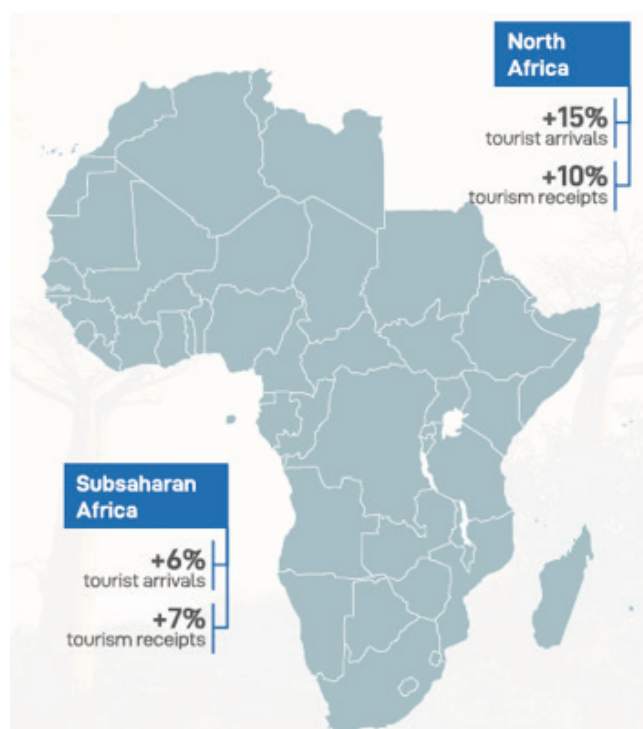 North
Africa
+15%
tourist arrivals
+10%
tourism receipts
Subsaharan
Africa
+6%
tourist arrivals
+7%
tourism receipts